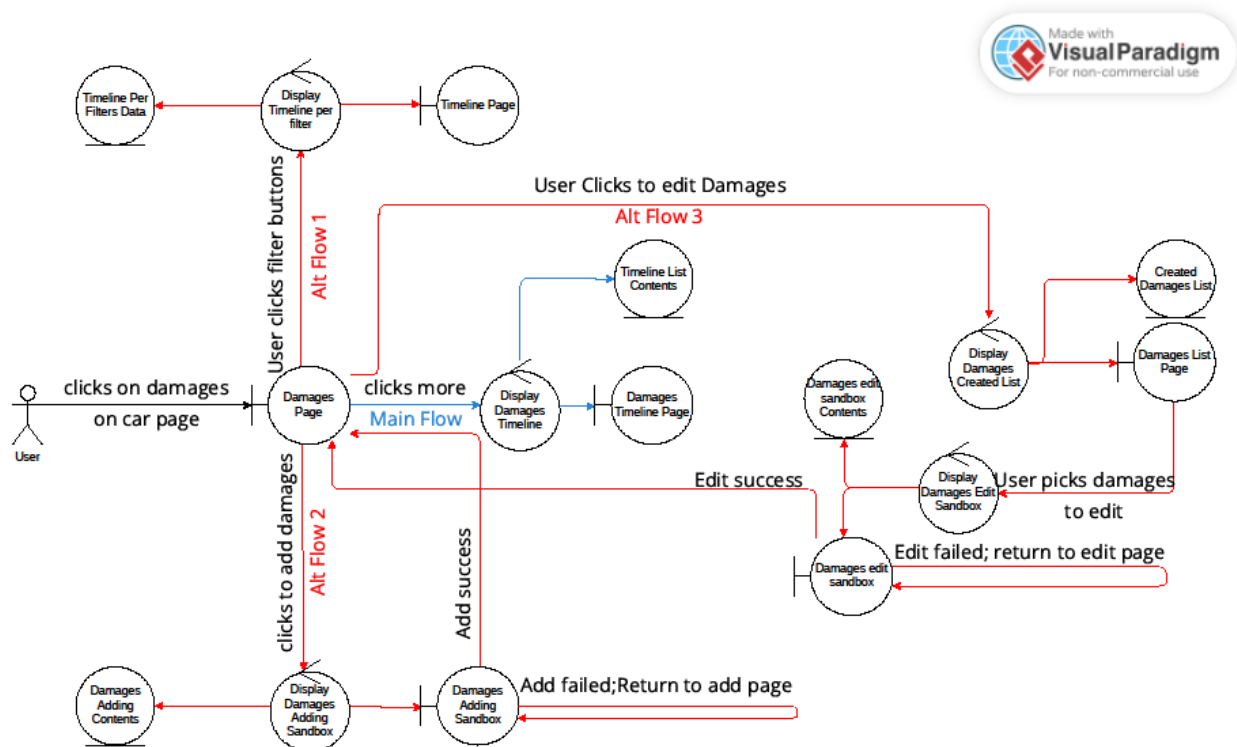 Made with
Visual Paradigm
For non-commercial use
Timeline Per
Filters Data
Display
Timeline per
filter
Timeline Page
User clicks filter buttons
Alt Flow 1
User Clicks to edit Damages
Alt Flow 3
Timeline List
Contents
Created
Damages List
Display
Damages
Created List
Damages List
Page
User
clicks on damages
on car page
Damages
Page
clicks more
Main Flow
Display
Damages
Timeline
Damages
Timeline Page
Damages edit
sandbox
Contents
Edit success
Display
Damages Edit
Sandbox
User picks damages
to edit
clicks to add damages
Alt Flow 2
Add success
Damages edit
sandbox
Edit failed; return to edit page
Damages
Adding
Contents
Display
Damages
Adding
Sandbox
Damages
Adding
Sandbox
Add failed;Return to add page